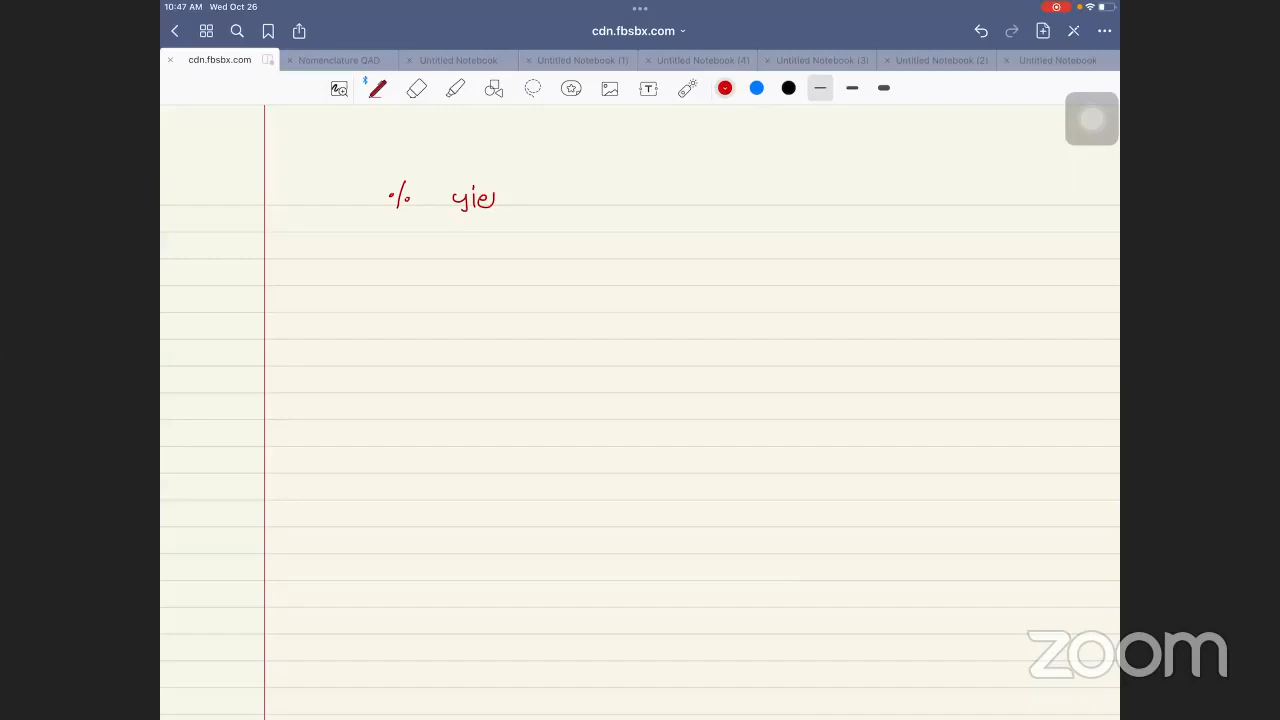 10:47 AM Wed Oct 26
cdn.fbsbx.com
cdn.fbsbx.com
Nomenclature QAD
Untitled Notebook
Untitled Notebook (1)
Untitled Notebook (4)
Untitled Notebook (3)
Untitled Notebook (2)
Untitled Notebook
T
% yie
zoom